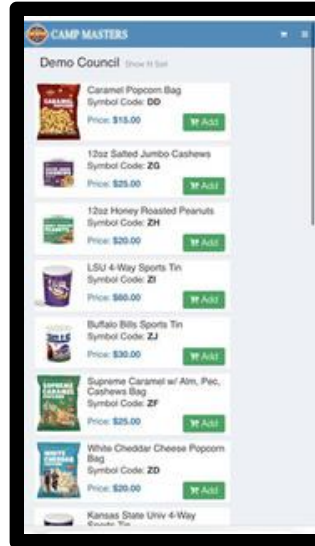 CAMP MASTERS
Demo Council Show N Sell
Caramel Popcorn Bag
Symbol Code: DD
Price: $15.00
Add
12oz Salted Jumbo Cashews
Symbol Code: ZG
Price: $25.00
Add
12oz Honey Roasted Peanuts
Symbol Code: ZH
Price: $20.00
Add
LSU 4-Way Sports Tin
Symbol Code: ZI
Price: $60.00
Add
Buffalo Bills Sports Tin
Symbol Code: ZJ
Price: $30.00
Add
Supreme Caramel w/ Alm, Pec,
Cashews Bag
Symbol Code: ZF
Price: $25.00
Add
White Cheddar Cheese Popcorn
Bag
Symbol Code: ZD
Price: $20.00
Add
Kansas State Univ 4-Way
Sports Tin